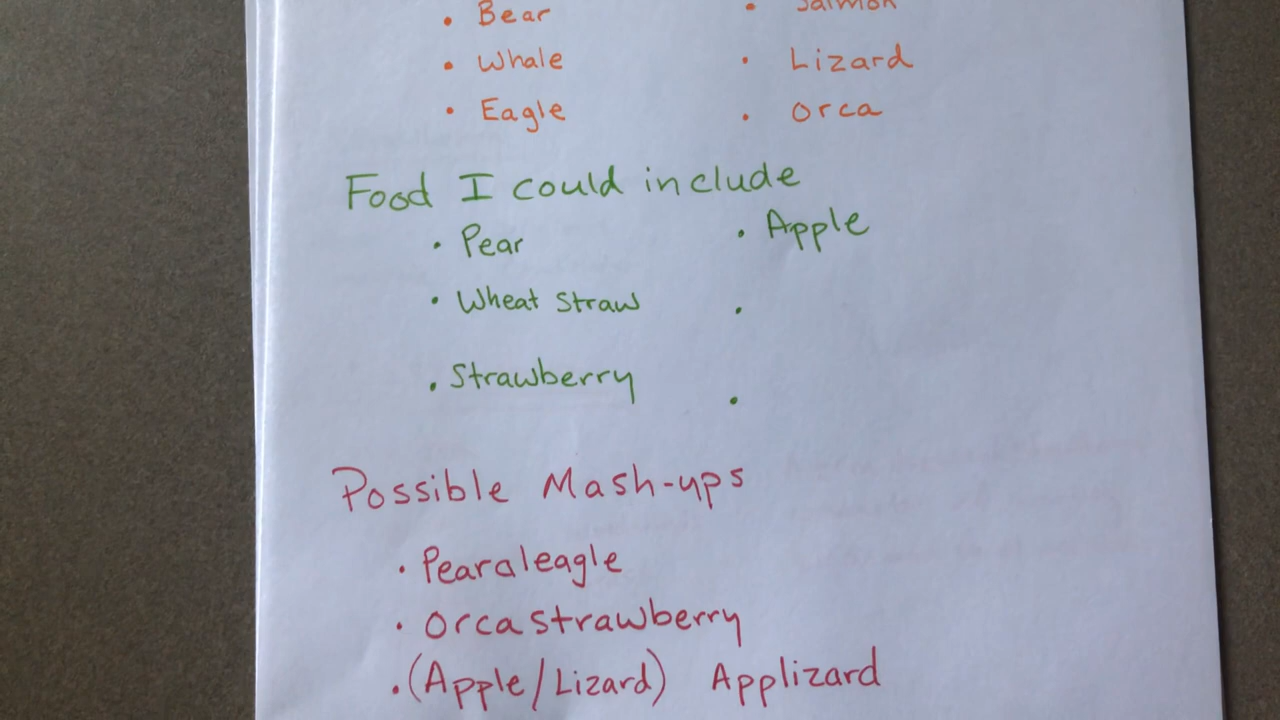 • Bear • Salmon
• Whale • Lizard
• Eagle • Orca
Food I could include
• Pear • Apple
• Wheat Straw •
• Strawberry •
Possible Mash-ups
• Pearaleagle
• Orcastrawberry
• (Apple/Lizard) Applizard